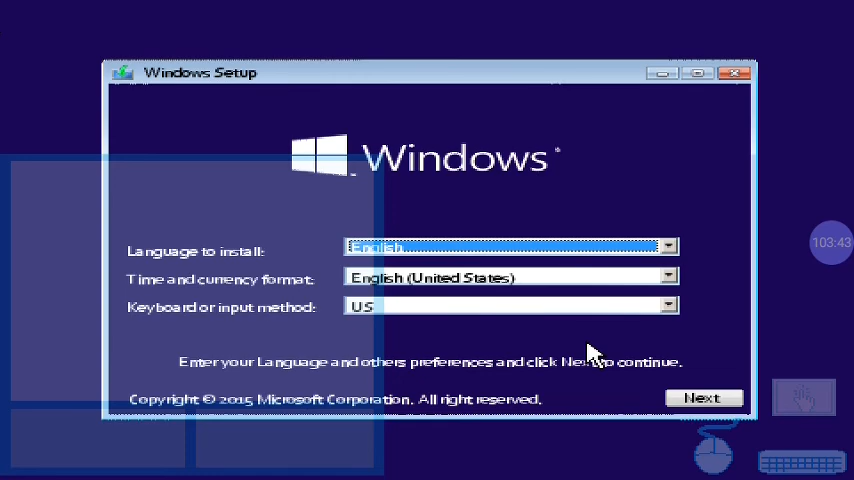 Windows Setup
Windows
Language to install:
English
Time and currency format:
English (United States)
Keyboard or input method:
US
103:43
Enter your Language and others preferences and click Next to continue.
Copyright © 2015 Microsoft Corporation. All right reserved.
Next